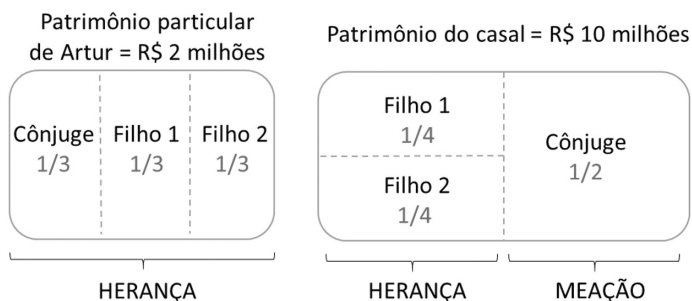 Patrimônio particular
de Artur = R$ 2 milhões
Cônjuge Filho 1 Filho 2
1/3 1/3 1/3
HERANÇA
Patrimônio do casal = R$ 10 milhões
Filho 1
1/4
Filho 2
1/4
Cônjuge
1/2
HERANÇA MEAÇÃO